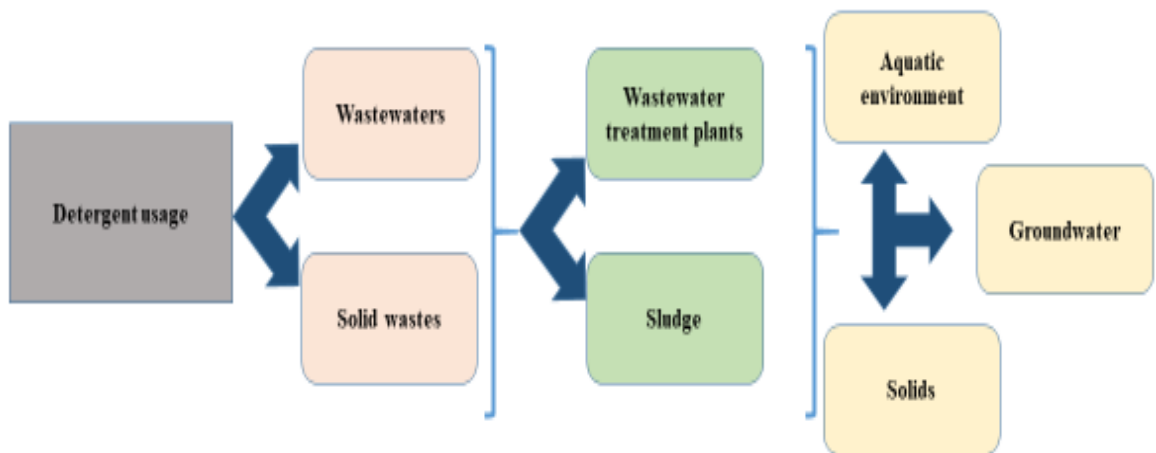 Detergent usage
Wastewaters
Solid wastes
Wastewater
treatment plants
Sludge
Aquatic
environment
Groundwater
Solids